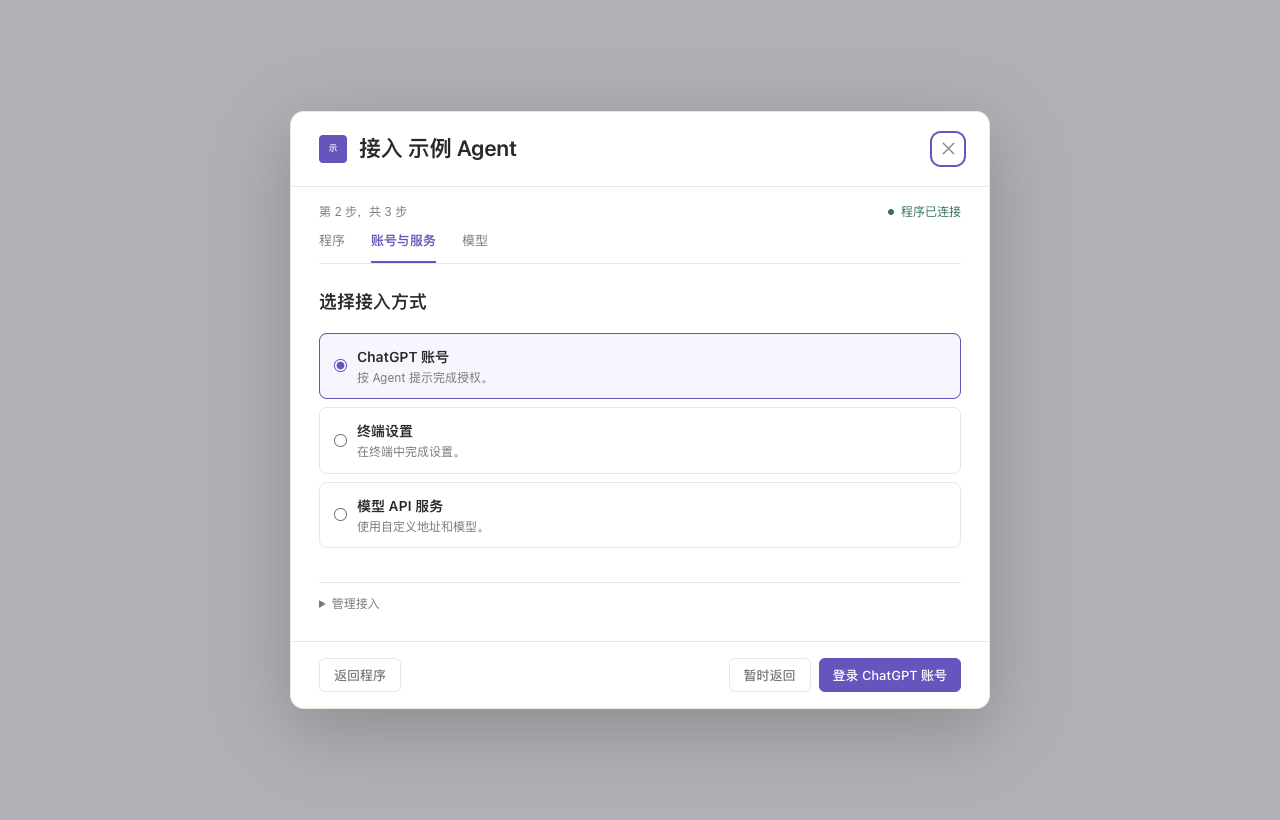 示
接入 示例 Agent
第 2 步，共 3 步
程序已连接
程序 账号与服务 模型
选择接入方式
ChatGPT 账号
按 Agent 提示完成授权。
终端设置
在终端中完成设置。
模型 API 服务
使用自定义地址和模型。
管理接入
返回程序
暂时返回
登录 ChatGPT 账号